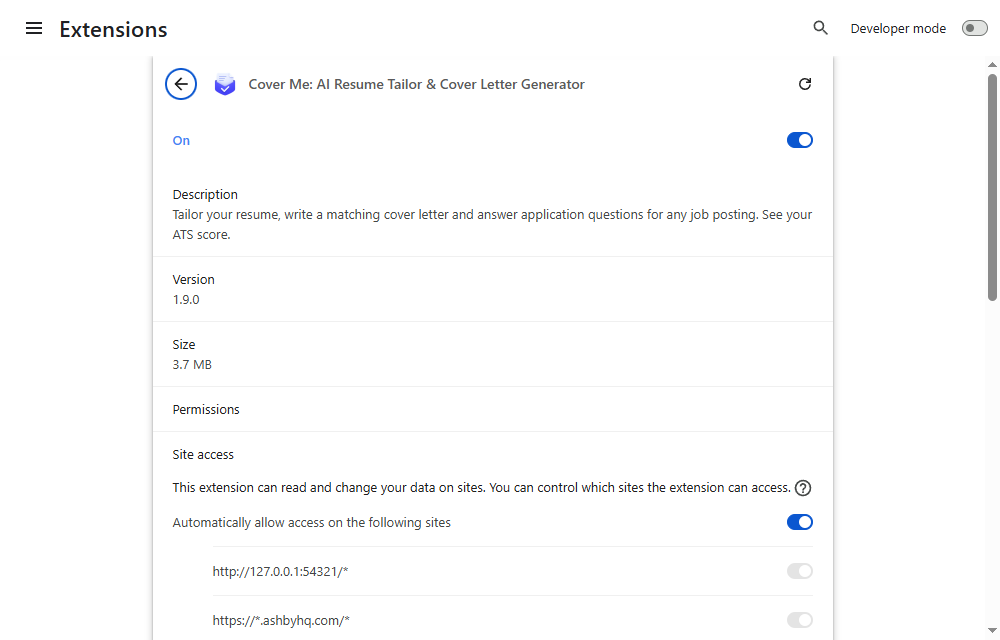 Extensions
Developer mode
Cover Me: AI Resume Tailor & Cover Letter Generator
On
Description
Tailor your resume, write a matching cover letter and answer application questions for any job posting. See your
ATS score.
Version
1.9.0
Size
3.7 MB
Permissions
Site access
This extension can read and change your data on sites. You can control which sites the extension can access.
Automatically allow access on the following sites
http://127.0.0.1:54321/*
https://*.ashbyhq.com/*